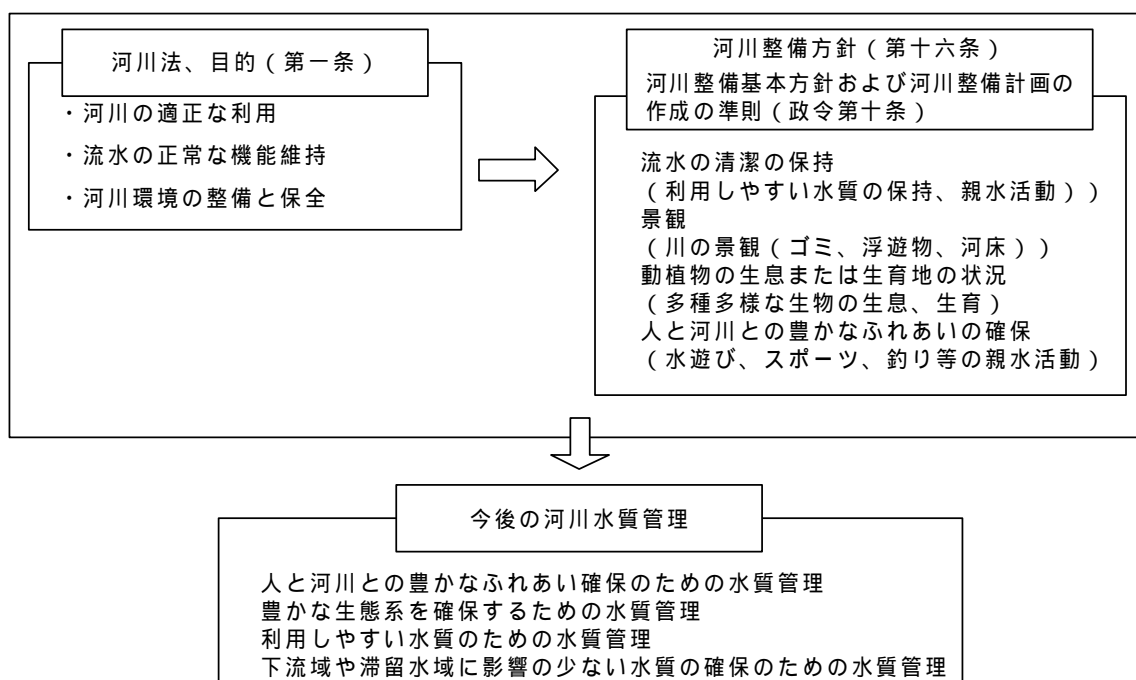 河川法、目的(第一条)
・河川の適正な利用
・流水の正常な機能維持
・河川環境の整備と保全
河川整備方針(第十六条)
河川整備基本方針および河川整備計画の
作成の準則(政令第十条)
流水の清潔の保持
(利用しやすい水質の保持、親水活動))
景観
(川の景観(ゴミ、浮遊物、河床))
動植物の生息または生育地の状況
(多種多様な生物の生息、生育)
人と河川との豊かなふれあいの確保
(水遊び、スポーツ、釣り等の親水活動)
今後の河川水質管理
人と河川との豊かなふれあい確保のための水質管理
豊かな生態系を確保するための水質管理
利用しやすい水質のための水質管理
下流域や滞留水域に影響の少ない水質の確保のための水質管理